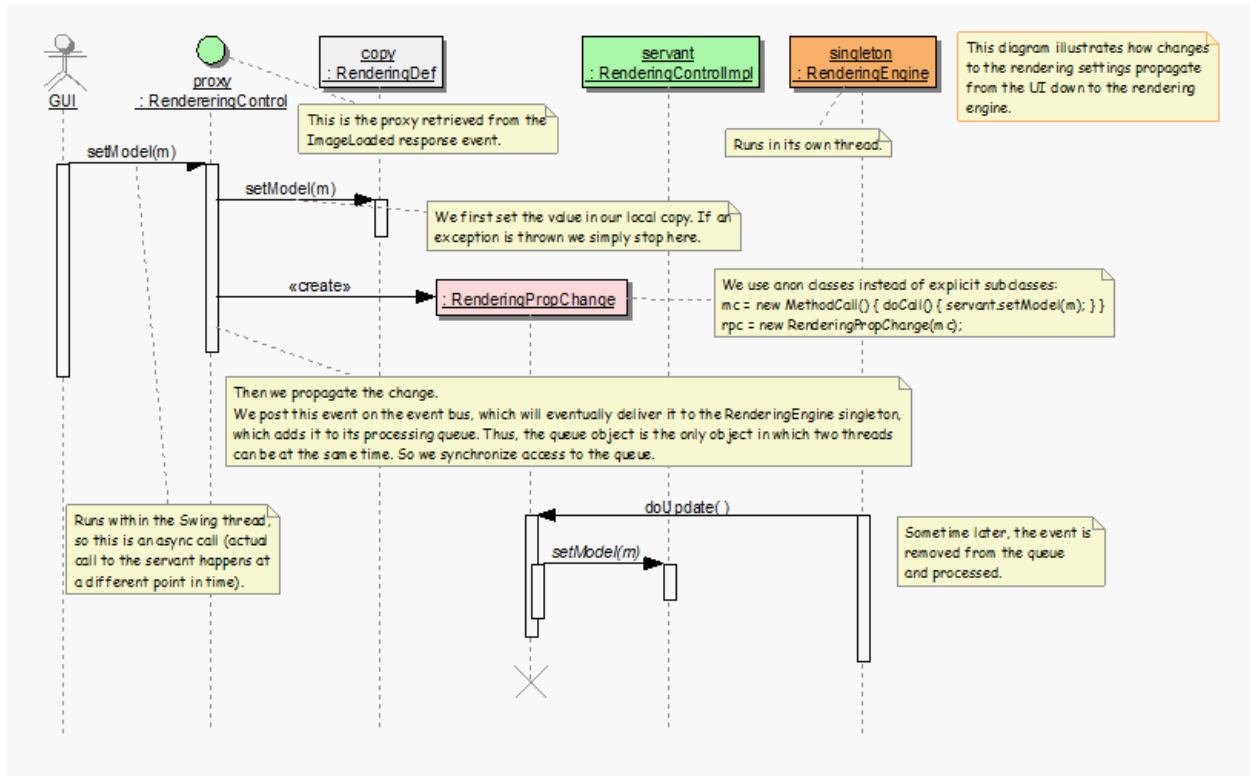 GUI
proxy
: RendereringControl
copy
: RenderingDef
servant
: RenderingControlImpl
singleton
: RenderingEngine
This diagram illustrates how changes
to the rendering settings propagate
from the UI down to the rendering
engine.
This is the proxy retrieved from the
ImageLoaded response event.
Runs in its own thread.
setModel(m)
setModel(m)
We first set the value in our local copy. If an
exception is thrown we simply stop here.
«create»
: RenderingPropChange
We use anon classes instead of explicit subclasses:
mc = new MethodCall() { doCall() { servant.setModel(m); } }
rpc = new RenderingPropChange(mc);
Then we propagate the change.
We post this event on the event bus, which will eventually deliver it to the RenderingEngine singleton,
which adds it to its processing queue. Thus, the queue object is the only object in which two threads
can be at the same time. So we synchronize access to the queue.
Runs within the Swing thread,
so this is an async call (actual
call to the servant happens at
a different point in time).
doUpdate( )
setModel(m)
Sometime later, the event is
removed from the queue
and processed.